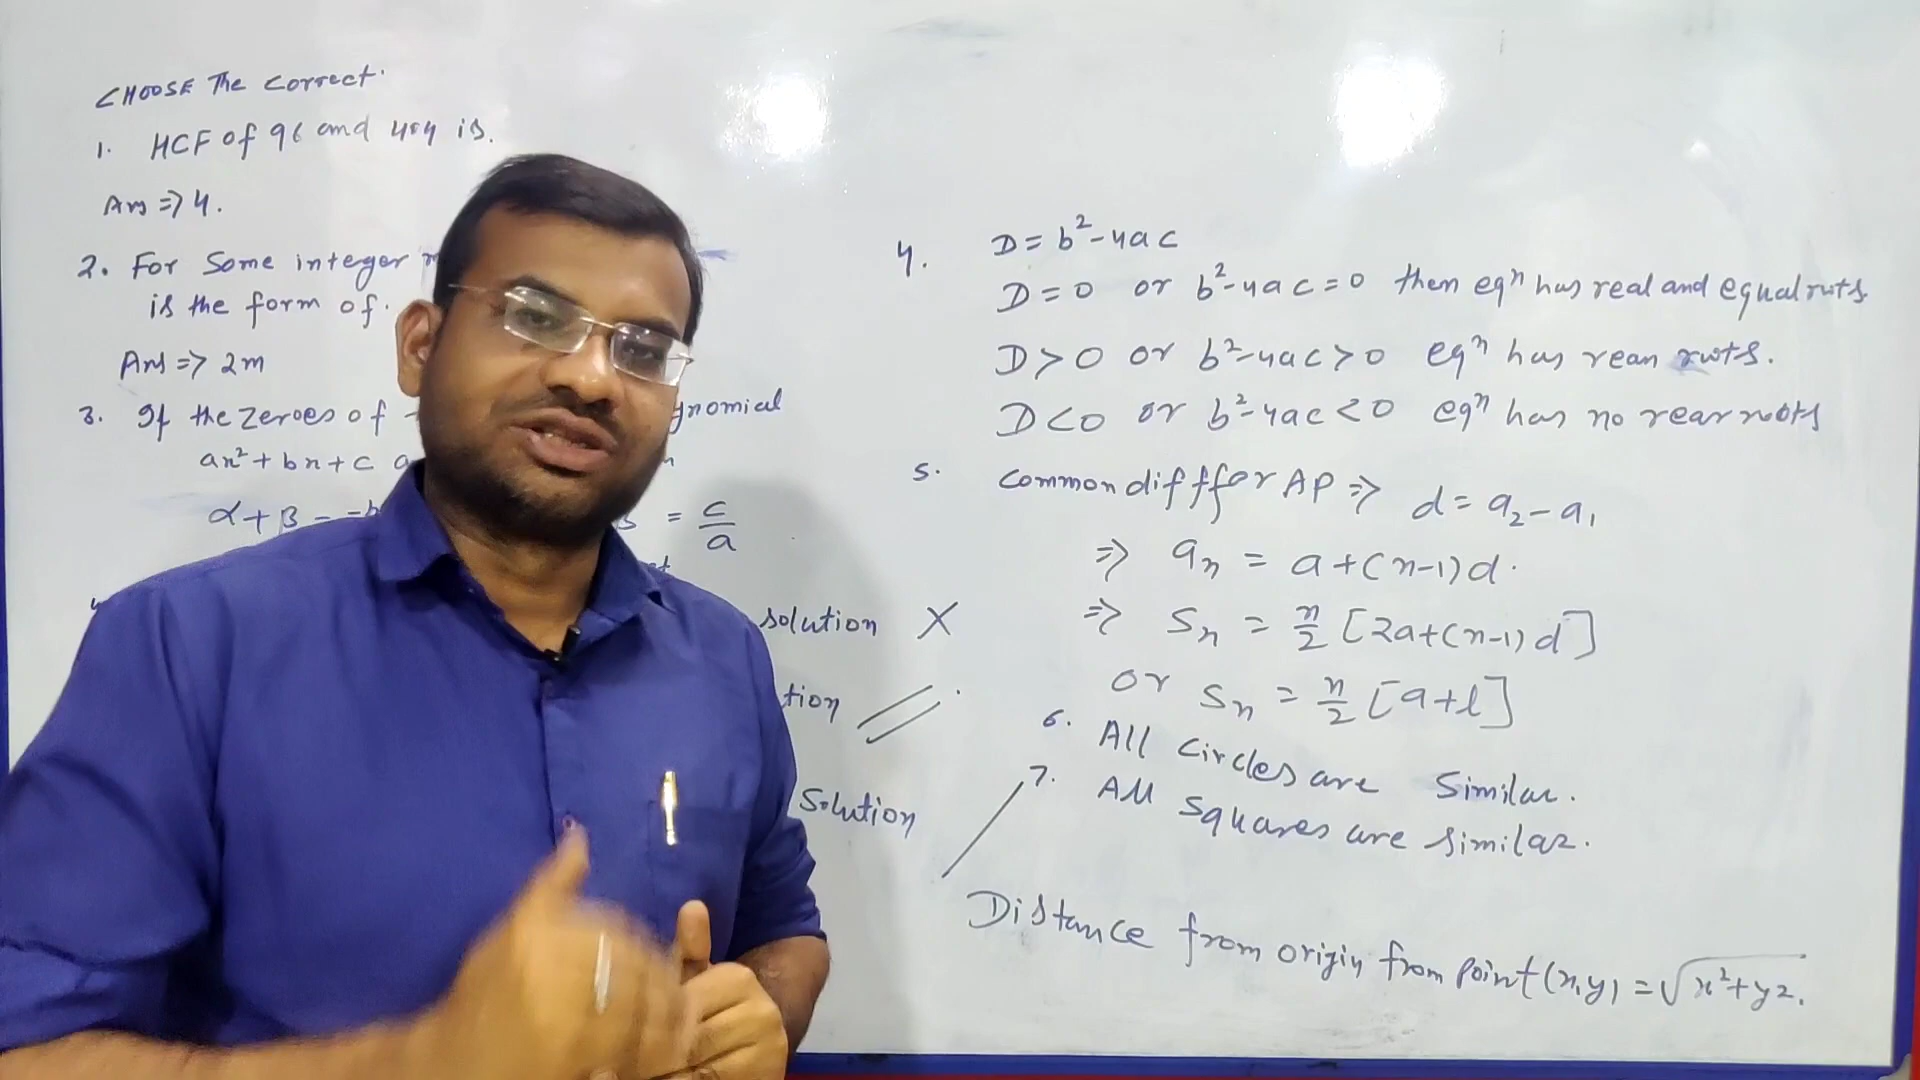 CHOOSE The Correct.
1. HCF of 96 and 404 is.
Ans => 4.
2. For Some integer m
is the form of.
Ans => 2m
3. If the zeroes of
ynomial
ax² + bx + c
α + β = -b
= c/a
solution X
tion
Solution
4. D = b² - 4ac
D = 0 or b² - 4ac = 0 then eqⁿ has real and equal ruts.
D > 0 or b² - 4ac > 0 eqⁿ has rean ruts.
D < 0 or b² - 4ac < 0 eqⁿ has no rear roots
5. Common diff for AP => d = a₂ - a₁
=> aₙ = a + (n-1)d.
=> Sₙ = n/2 [2a + (n-1)d]
or Sₙ = n/2 [a + l]
6. All Circles are Similar.
7. All squares are similar.
Distance from origin from point (x,y) = √x² + y2.